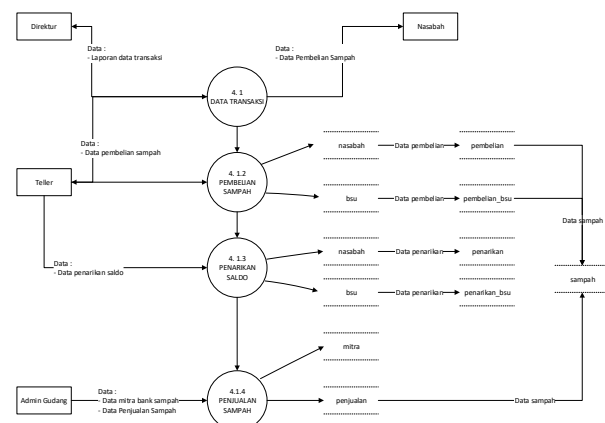 Direktur
Nasabah
Data :
- Laporan data transaksi
Data :
- Data Pembelian Sampah
4. 1
DATA TRANSAKSI
Data :
- Data pembelian sampah
nasabah
Data pembelian
pembelian
Teller
4. 1.2
PEMBELIAN
SAMPAH
bsu
Data pembelian
pembelian_bsu
Data sampah
4. 1.3
PENARIKAN
SALDO
nasabah
Data penarikan
penarikan
Data :
- Data penarikan saldo
bsu
Data penarikan
penarikan_bsu
sampah
mitra
Admin Gudang
Data :
- Data mitra bank sampah
- Data Penjualan Sampah
4.1.4
PENJUALAN
SAMPAH
penjualan
Data sampah